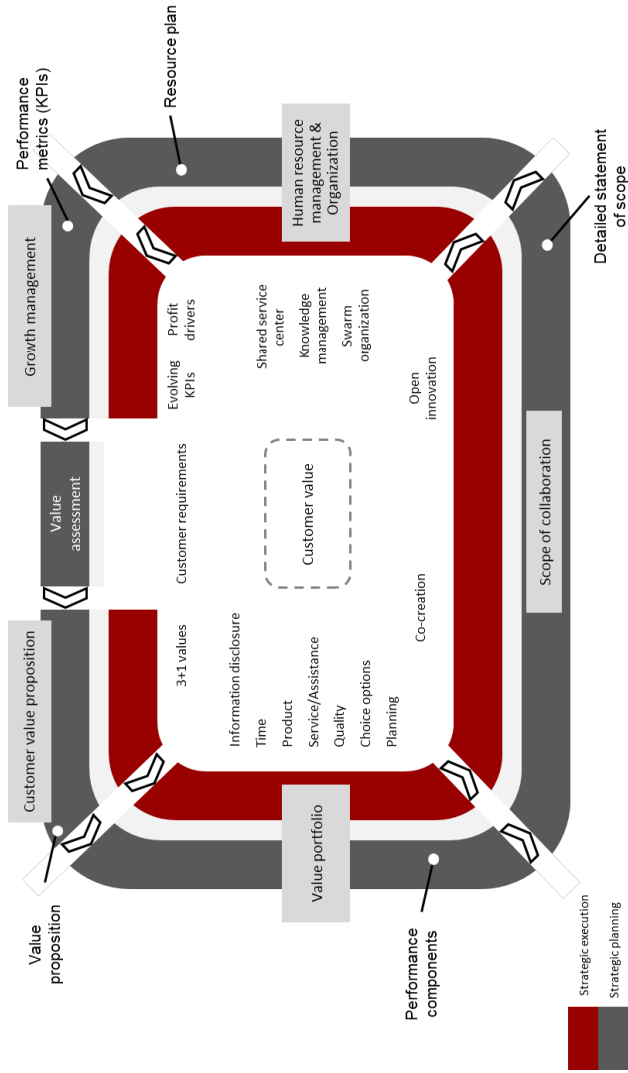 Value
proposition
Performance
metrics (KPIs)
Resource plan
Customer value proposition
Value
assessment
Growth management
3+1 values
Customer requirements
Evolving
KPIs
Profit
drivers
Information disclosure
Time
Product
Service/Assistance
Quality
Choice options
Planning
Customer value
Shared service
center
Knowledge
management
Swarm
organization
Value portfolio
Human resource
management &
Organization
Co-creation
Open
innovation
Performance
components
Scope of collaboration
Detailed statement
of scope
Strategic execution
Strategic planning